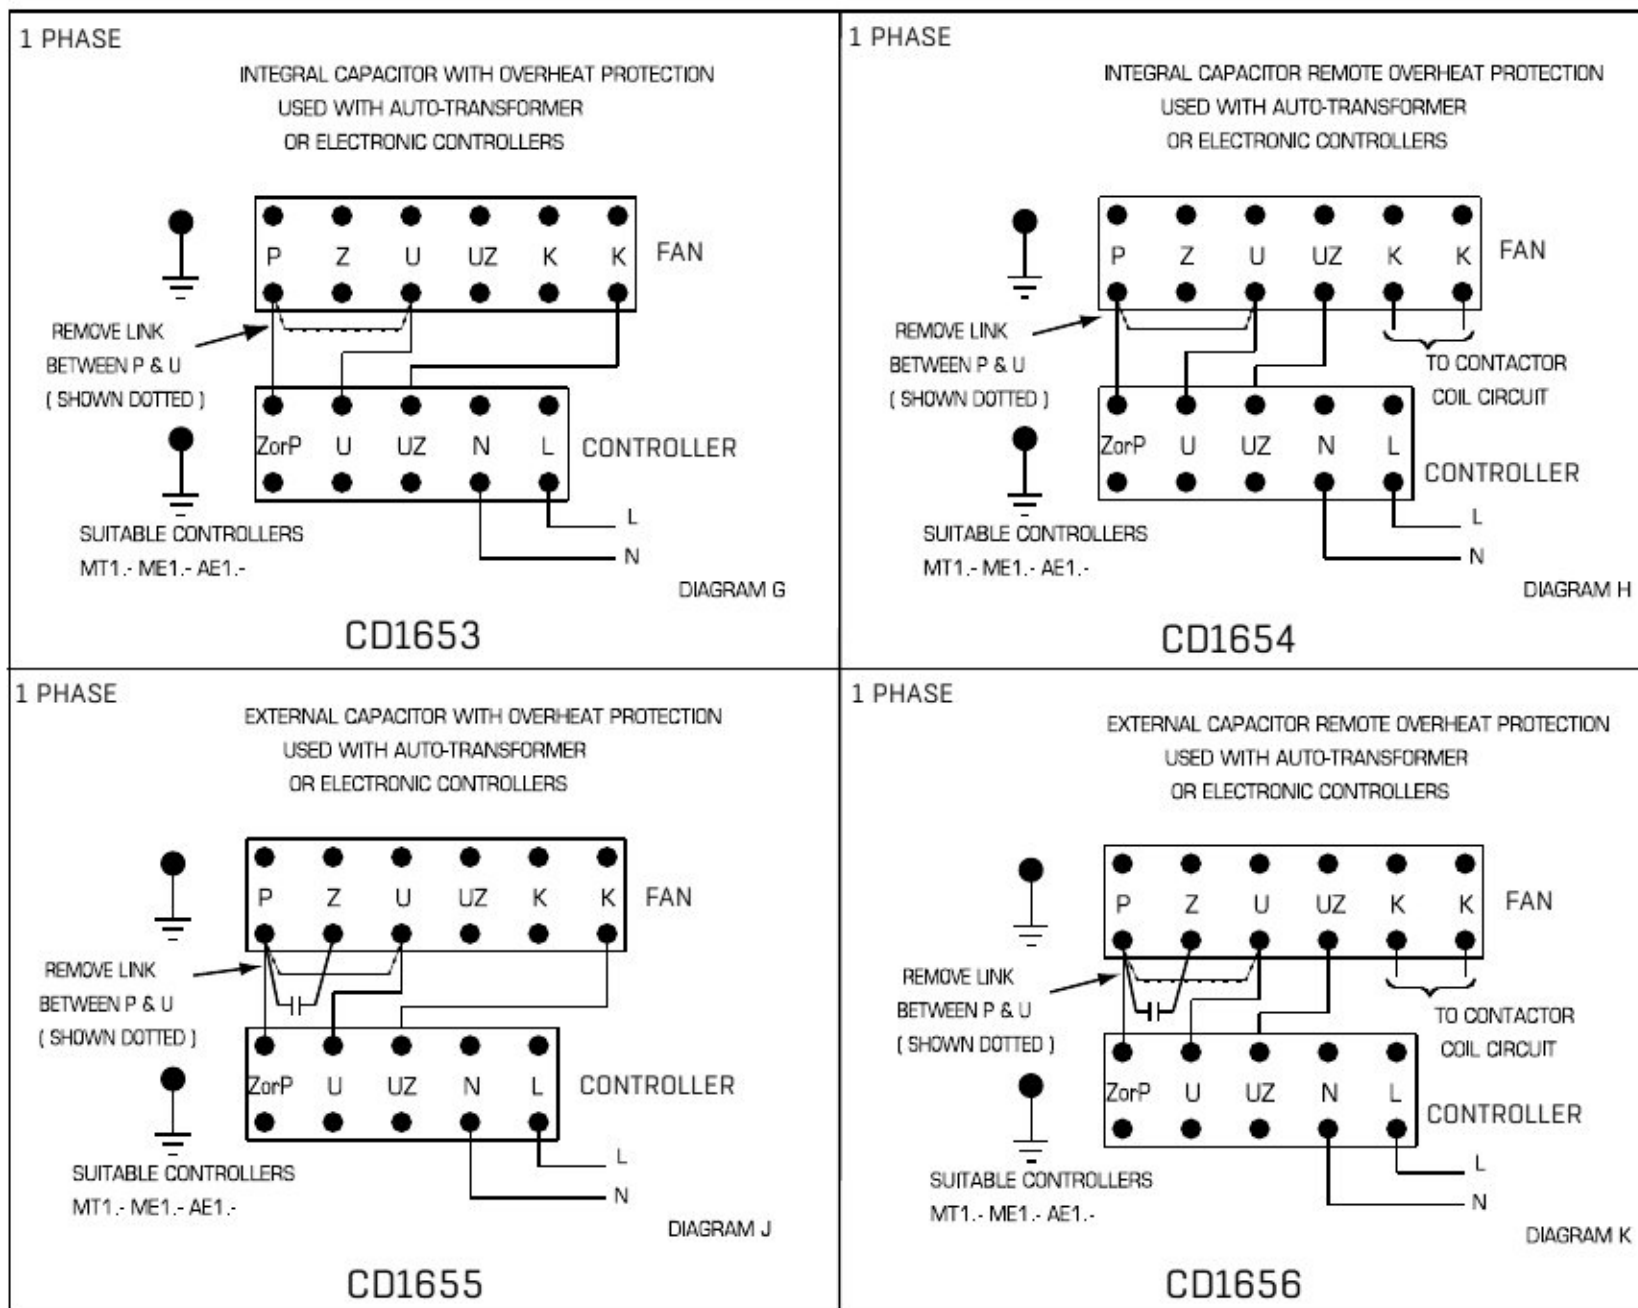 1 PHASE
INTEGRAL CAPACITOR WITH OVERHEAT PROTECTION
USED WITH AUTO-TRANSFORMER
OR ELECTRONIC CONTROLLERS
P Z U UZ K K
FAN
REMOVE LINK
BETWEEN P & U
( SHOWN DOTTED )
ZorP U UZ N L
CONTROLLER
L
N
SUITABLE CONTROLLERS
MT1.- ME1.- AE1.-
DIAGRAM G
CD1653
1 PHASE
INTEGRAL CAPACITOR REMOTE OVERHEAT PROTECTION
USED WITH AUTO-TRANSFORMER
OR ELECTRONIC CONTROLLERS
P Z U UZ K K
FAN
REMOVE LINK
BETWEEN P & U
( SHOWN DOTTED )
TO CONTACTOR
COIL CIRCUIT
ZorP U UZ N L
CONTROLLER
L
N
SUITABLE CONTROLLERS
MT1.- ME1.- AE1.-
DIAGRAM H
CD1654
1 PHASE
EXTERNAL CAPACITOR WITH OVERHEAT PROTECTION
USED WITH AUTO-TRANSFORMER
OR ELECTRONIC CONTROLLERS
P Z U UZ K K
FAN
REMOVE LINK
BETWEEN P & U
( SHOWN DOTTED )
ZorP U UZ N L
CONTROLLER
L
N
SUITABLE CONTROLLERS
MT1.- ME1.- AE1.-
DIAGRAM J
CD1655
1 PHASE
EXTERNAL CAPACITOR REMOTE OVERHEAT PROTECTION
USED WITH AUTO-TRANSFORMER
OR ELECTRONIC CONTROLLERS
P Z U UZ K K
FAN
REMOVE LINK
BETWEEN P & U
( SHOWN DOTTED )
TO CONTACTOR
COIL CIRCUIT
ZorP U UZ N L
CONTROLLER
L
N
SUITABLE CONTROLLERS
MT1.- ME1.- AE1.-
DIAGRAM K
CD1656